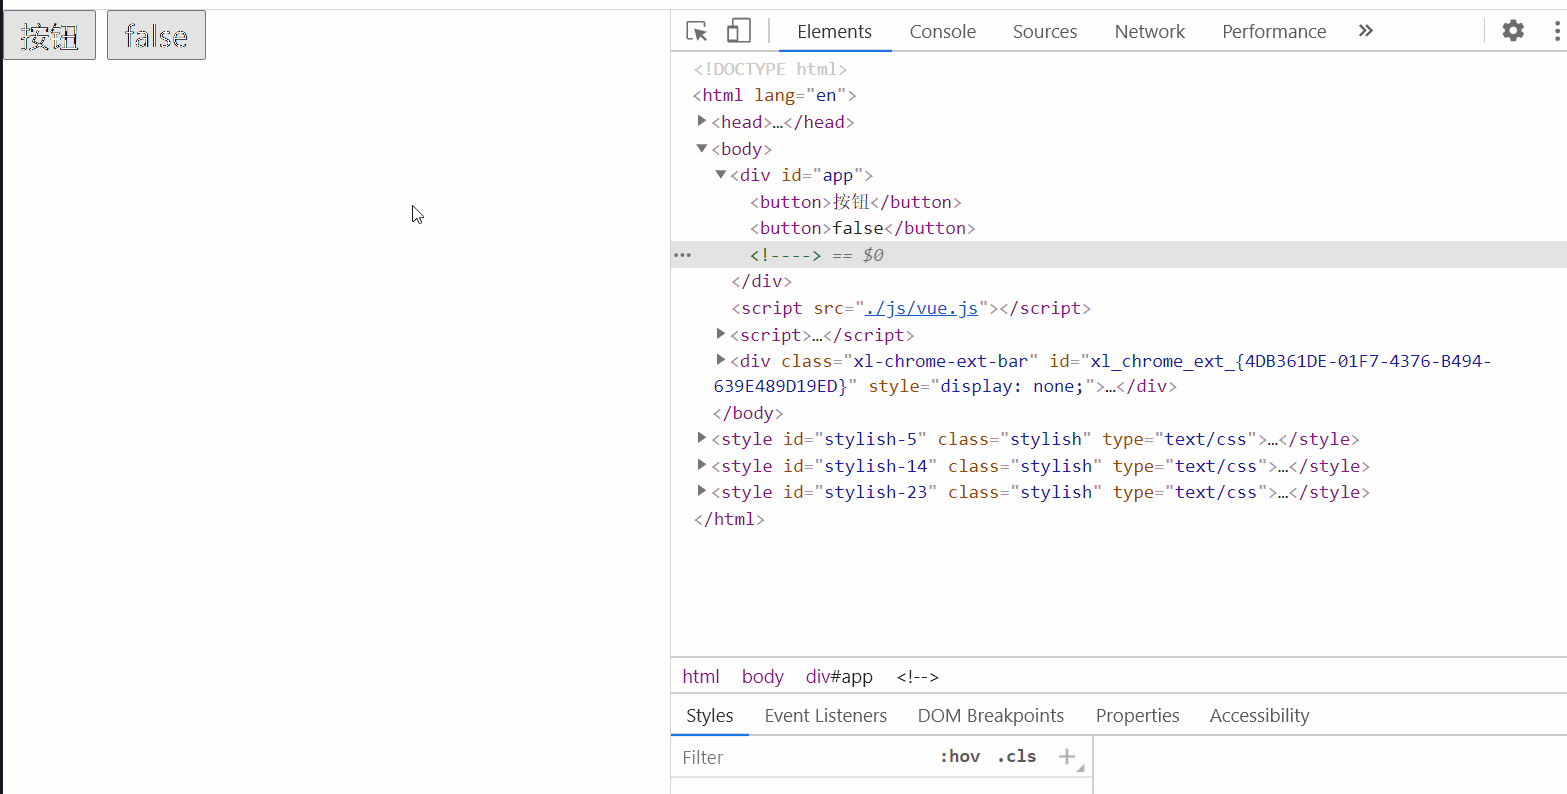 按钮 false
Elements Console Sources Network Performance »
<!DOCTYPE html>
<html lang="en">
<head>…</head>
<body>
<div id="app">
<button>按钮</button>
<button>false</button>
<!----> == $0
</div>
<script src="./js/vue.js"></script>
<script>…</script>
<div class="xl-chrome-ext-bar" id="xl_chrome_ext_{4DB361DE-01F7-4376-B494-
639E489D19ED}" style="display: none;">…</div>
</body>
<style id="stylish-5" class="stylish" type="text/css">…</style>
<style id="stylish-14" class="stylish" type="text/css">…</style>
<style id="stylish-23" class="stylish" type="text/css">…</style>
</html>
html body div#app <!-->
Styles Event Listeners DOM Breakpoints Properties Accessibility
Filter :hov .cls +